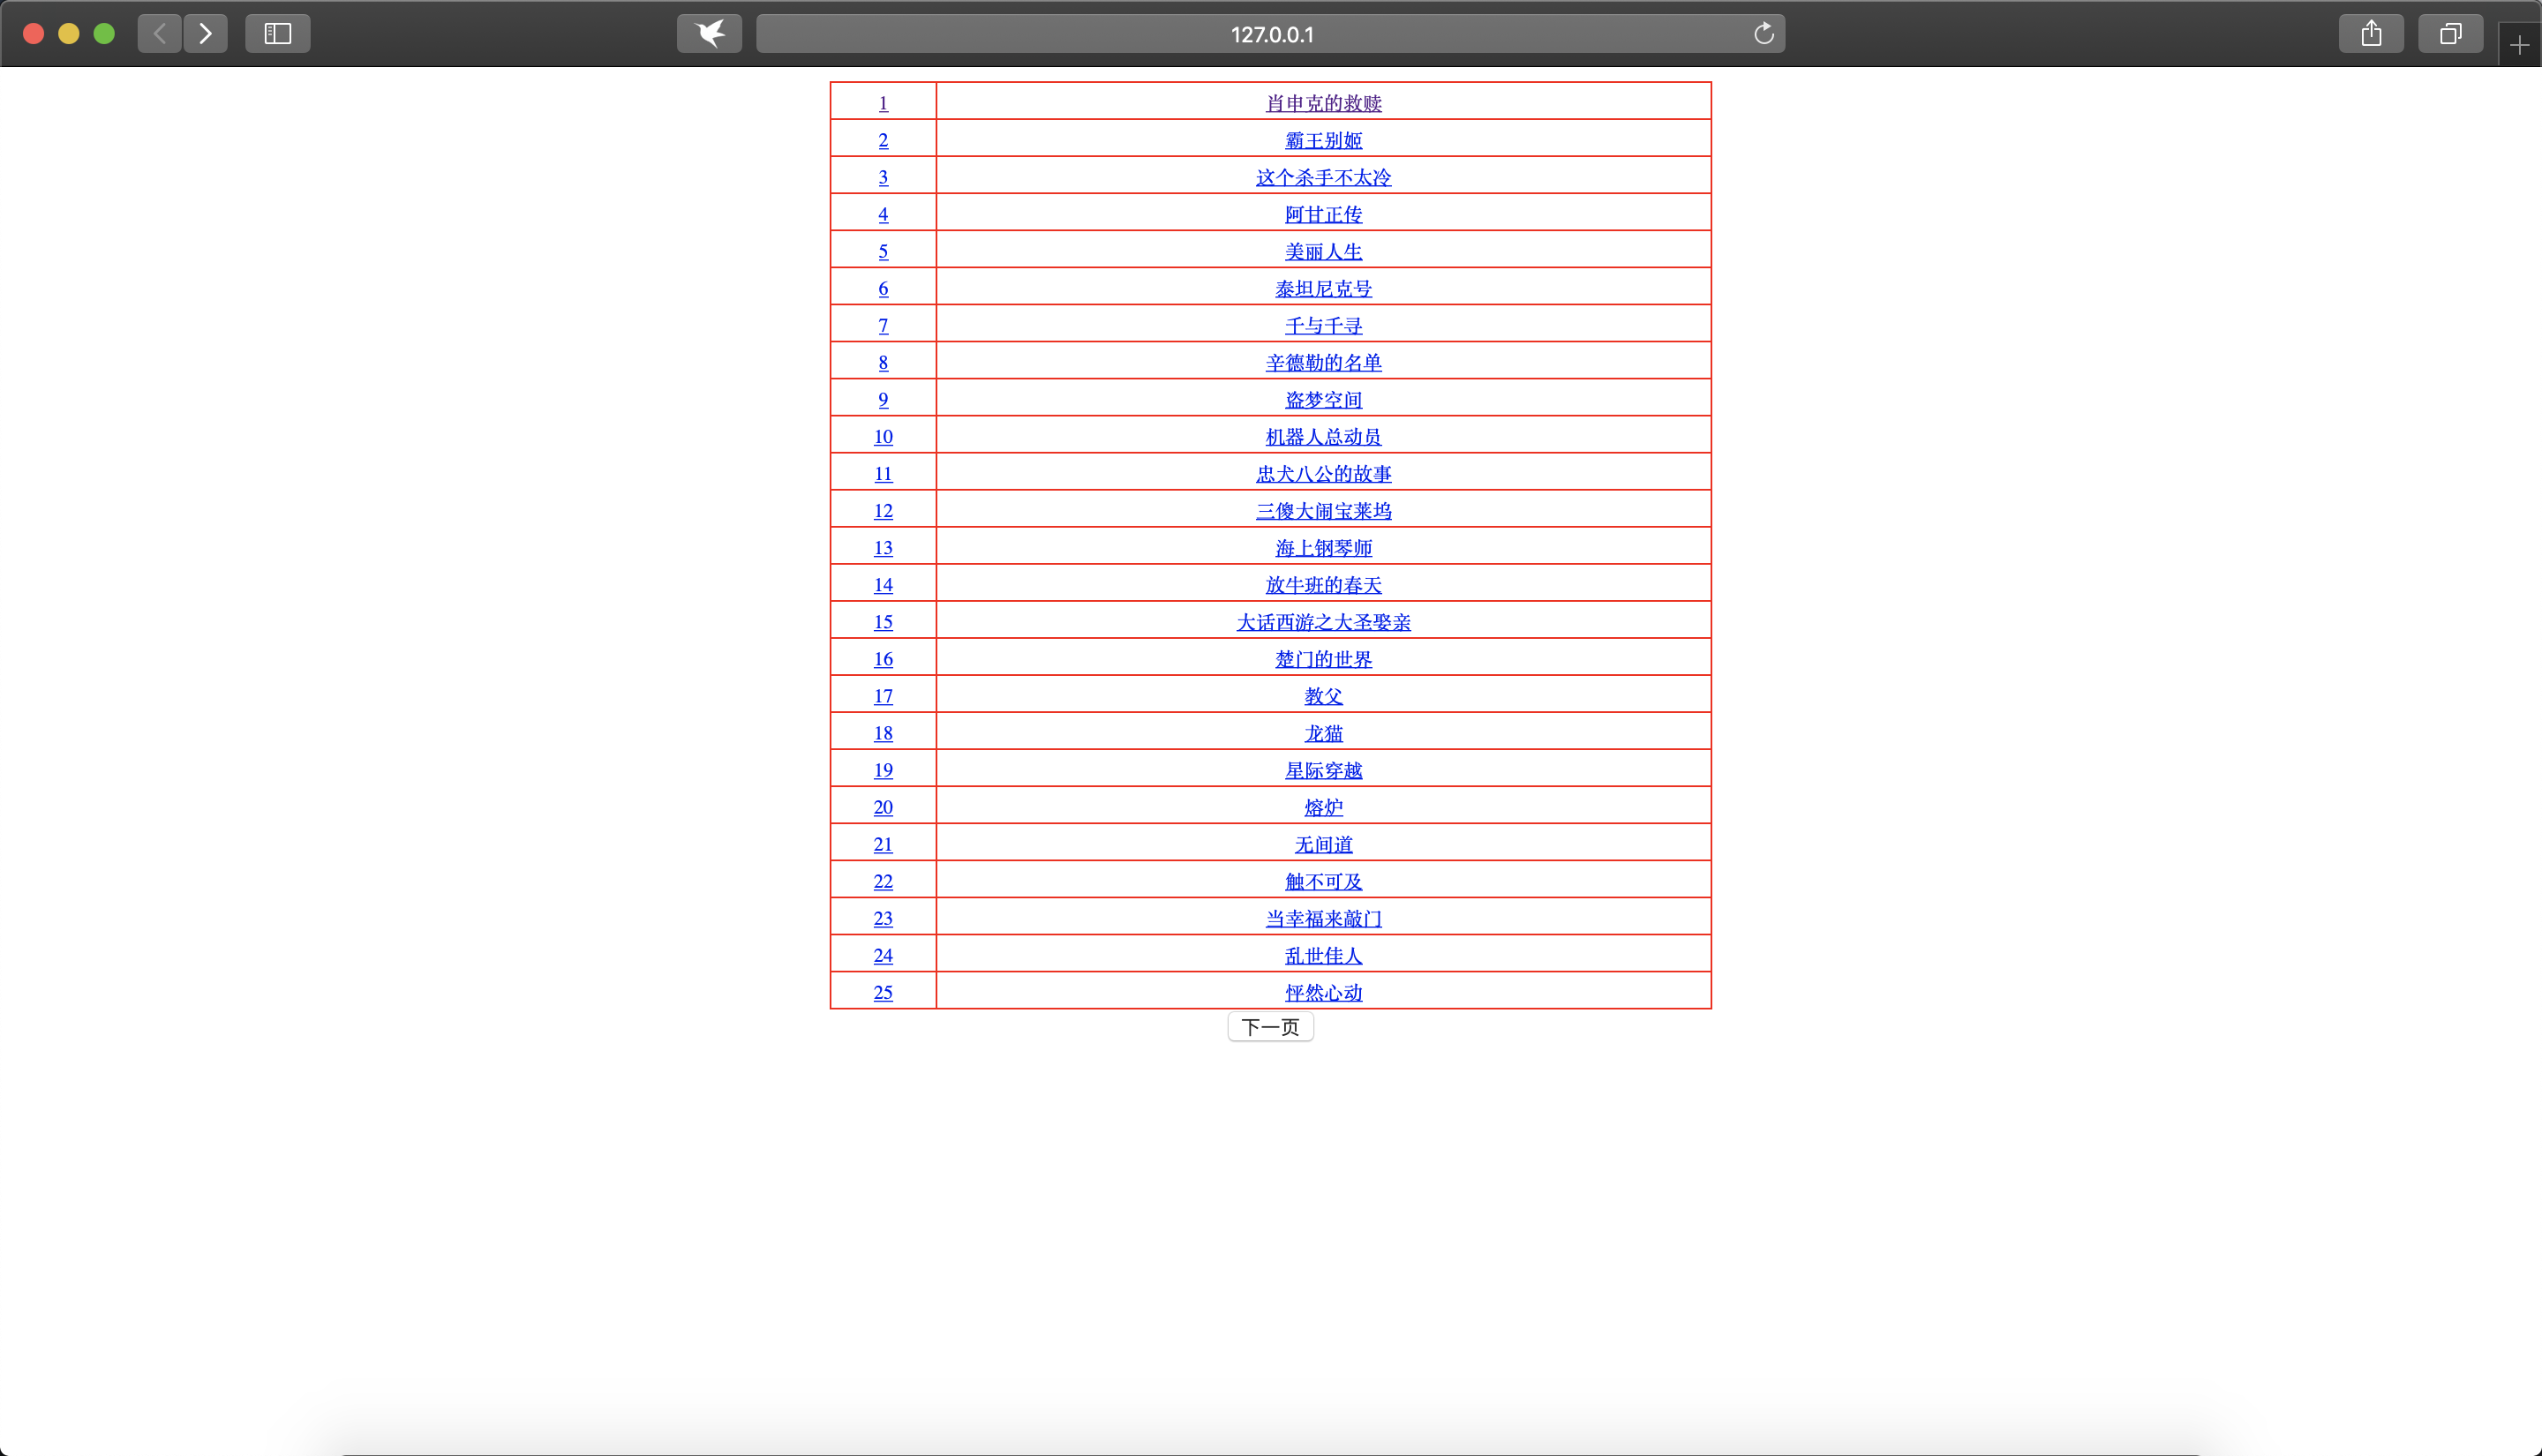 127.0.0.1
1 肖申克的救赎
2 霸王别姬
3 这个杀手不太冷
4 阿甘正传
5 美丽人生
6 泰坦尼克号
7 千与千寻
8 辛德勒的名单
9 盗梦空间
10 机器人总动员
11 忠犬八公的故事
12 三傻大闹宝莱坞
13 海上钢琴师
14 放牛班的春天
15 大话西游之大圣娶亲
16 楚门的世界
17 教父
18 龙猫
19 星际穿越
20 熔炉
21 无间道
22 触不可及
23 当幸福来敲门
24 乱世佳人
25 怦然心动
下一页